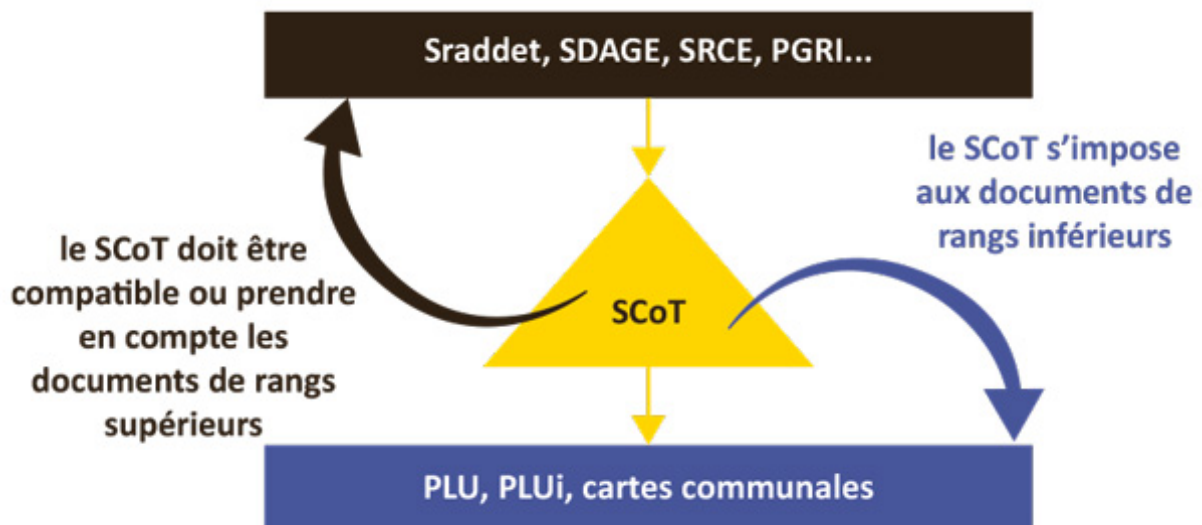 Sraddet, SDAGE, SRCE, PGRI...
le SCoT s’impose
aux documents de
rangs inférieurs
le SCoT doit être
compatible ou prendre
en compte les
documents de rangs
supérieurs
SCoT
PLU, PLUi, cartes communales